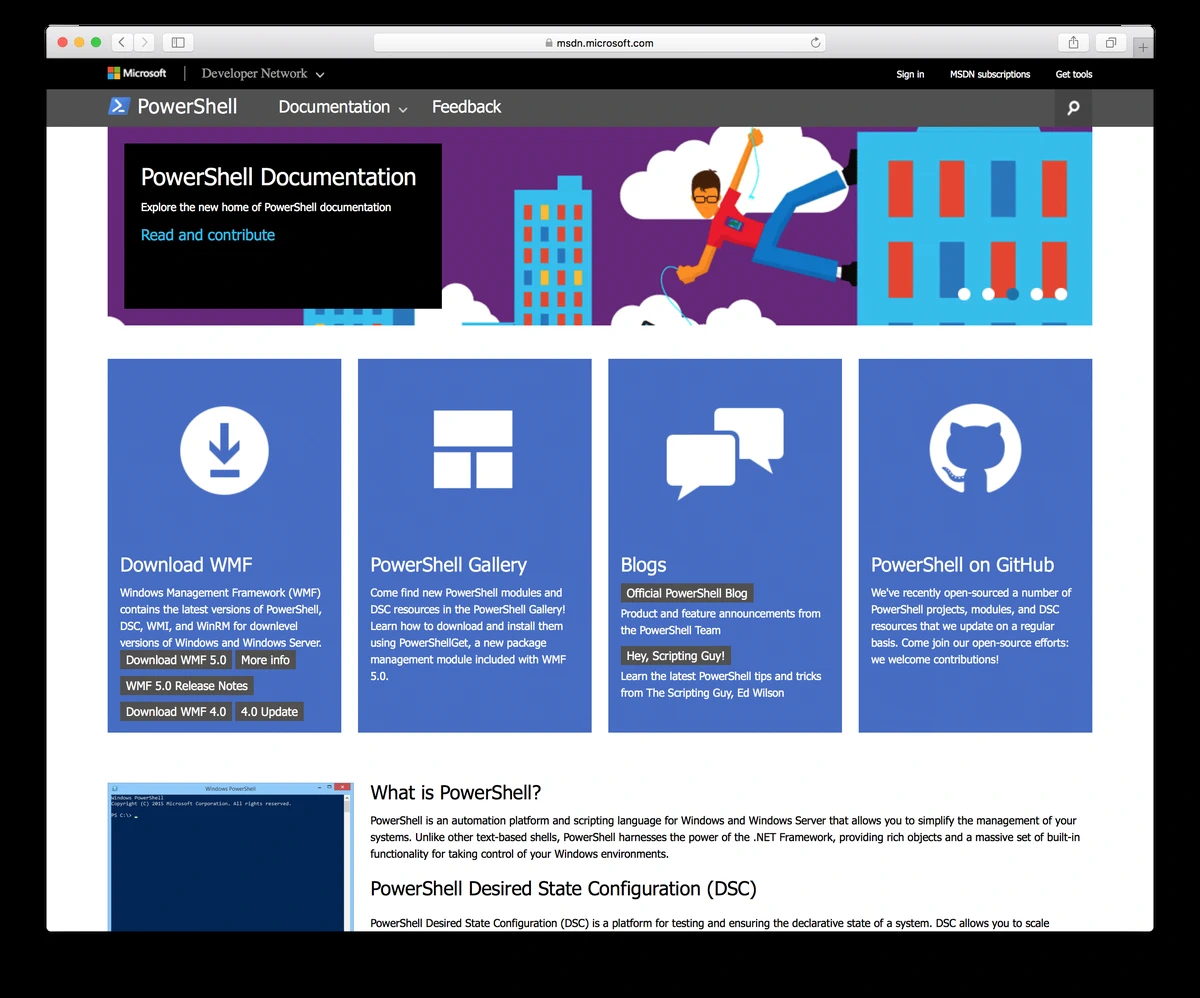 msdn.microsoft.com
Microsoft
Developer Network
Sign in
MSDN subscriptions
Get tools
PowerShell
Documentation
Feedback
PowerShell Documentation
Explore the new home of PowerShell documentation
Read and contribute
Download WMF
Windows Management Framework (WMF)
contains the latest versions of PowerShell,
DSC, WMI, and WinRM for downlevel
versions of Windows and Windows Server.
Download WMF 5.0
More info
WMF 5.0 Release Notes
Download WMF 4.0
4.0 Update
PowerShell Gallery
Come find new PowerShell modules and
DSC resources in the PowerShell Gallery!
Learn how to download and install them
using PowerShellGet, a new package
management module included with WMF
5.0.
Blogs
Official PowerShell Blog
Product and feature announcements from
the PowerShell Team
Hey, Scripting Guy!
Learn the latest PowerShell tips and tricks
from The Scripting Guy, Ed Wilson
PowerShell on GitHub
We've recently open-sourced a number of
PowerShell projects, modules, and DSC
resources that we update on a regular
basis. Come join our open-source efforts:
we welcome contributions!
Windows PowerShell
Windows PowerShell
Copyright (C) 2015 Microsoft Corporation. All rights reserved.
PS C:\> _
What is PowerShell?
PowerShell is an automation platform and scripting language for Windows and Windows Server that allows you to simplify the management of your
systems. Unlike other text-based shells, PowerShell harnesses the power of the .NET Framework, providing rich objects and a massive set of built-in
functionality for taking control of your Windows environments.
PowerShell Desired State Configuration (DSC)
PowerShell Desired State Configuration (DSC) is a platform for testing and ensuring the declarative state of a system. DSC allows you to scale